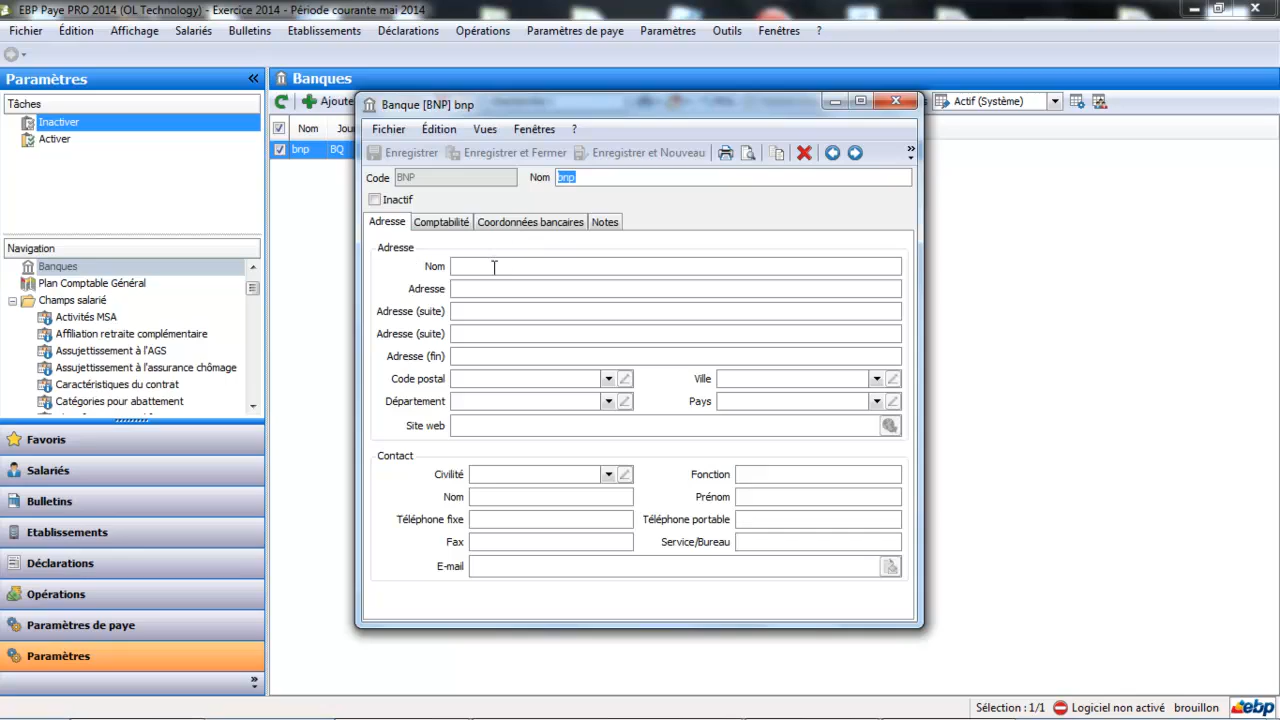 EBP Paye PRO 2014 (OL Technology) - Exercice 2014 - Période courante mai 2014
Fichier Édition Affichage Salariés Bulletins Etablissements Déclarations Opérations Paramètres de paye Paramètres Outils Fenêtres ?
Paramètres
Banques
Tâches
Inactiver
Activer
Ajoute
Actif (Système)
Nom Jou
bnp BQ
Navigation
Banques
Plan Comptable Général
Champs salarié
Activités MSA
Affiliation retraite complémentaire
Assujettissement à l'AGS
Assujettissement à l'assurance chômage
Caractéristiques du contrat
Catégories pour abattement
Favoris
Salariés
Bulletins
Etablissements
Déclarations
Opérations
Paramètres de paye
Paramètres
Banque [BNP] bnp
Fichier Édition Vues Fenêtres ?
Enregistrer Enregistrer et Fermer Enregistrer et Nouveau
Code BNP Nom bnp
Inactif
Adresse Comptabilité Coordonnées bancaires Notes
Adresse
Nom
Adresse
Adresse (suite)
Adresse (suite)
Adresse (fin)
Code postal Ville
Département Pays
Site web
Contact
Civilité Fonction
Nom Prénom
Téléphone fixe Téléphone portable
Fax Service/Bureau
E-mail
Sélection : 1/1 Logiciel non activé brouillon ebp